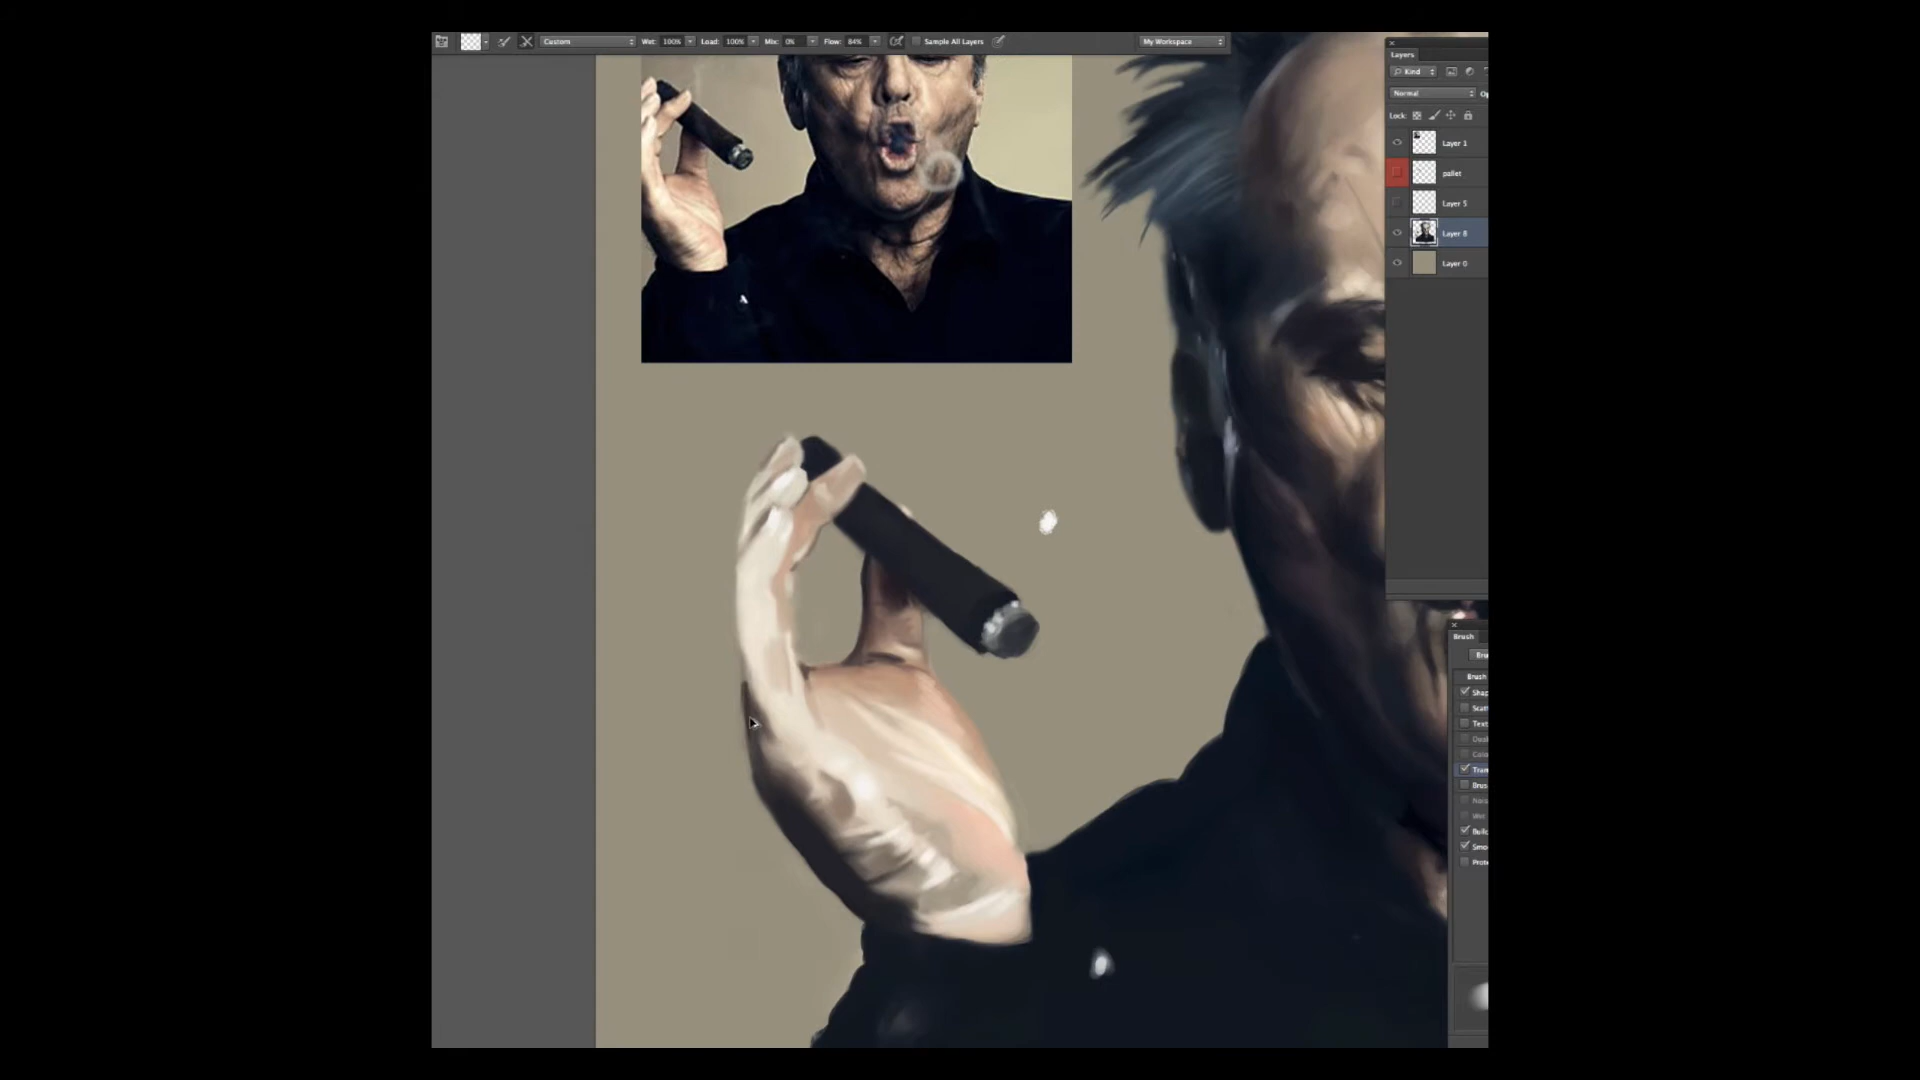 Custom Wet: 100% Load: 100% Mix: 0% Flow: 84% Sample All Layers My Workspace
Layers
Kind
Normal
Lock:
Layer 1
pallet
Layer 5
Layer 8
Layer 0
Brush
Brush